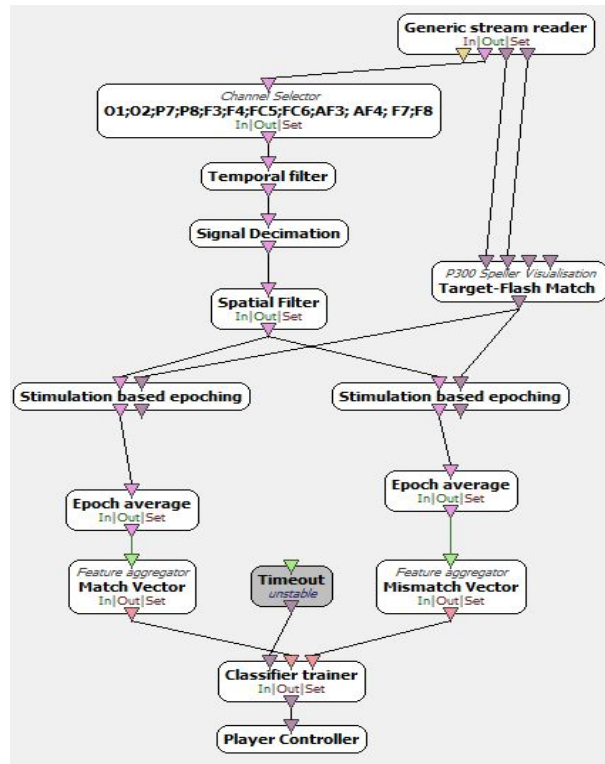 Generic stream reader
In|Out|Set
Channel Selector
O1;O2;P7;P8;F3;F4;FC5;FC6;AF3; AF4; F7;F8
In|Out|Set
Temporal filter
Signal Decimation
P300 Speller Visualisation
Target-Flash Match
Spatial Filter
In|Out|Set
Stimulation based epoching
Stimulation based epoching
Epoch average
In|Out|Set
Epoch average
In|Out|Set
Feature aggregator
Match Vector
In|Out|Set
Timeout
unstable
Feature aggregator
Mismatch Vector
In|Out|Set
Classifier trainer
In|Out|Set
Player Controller